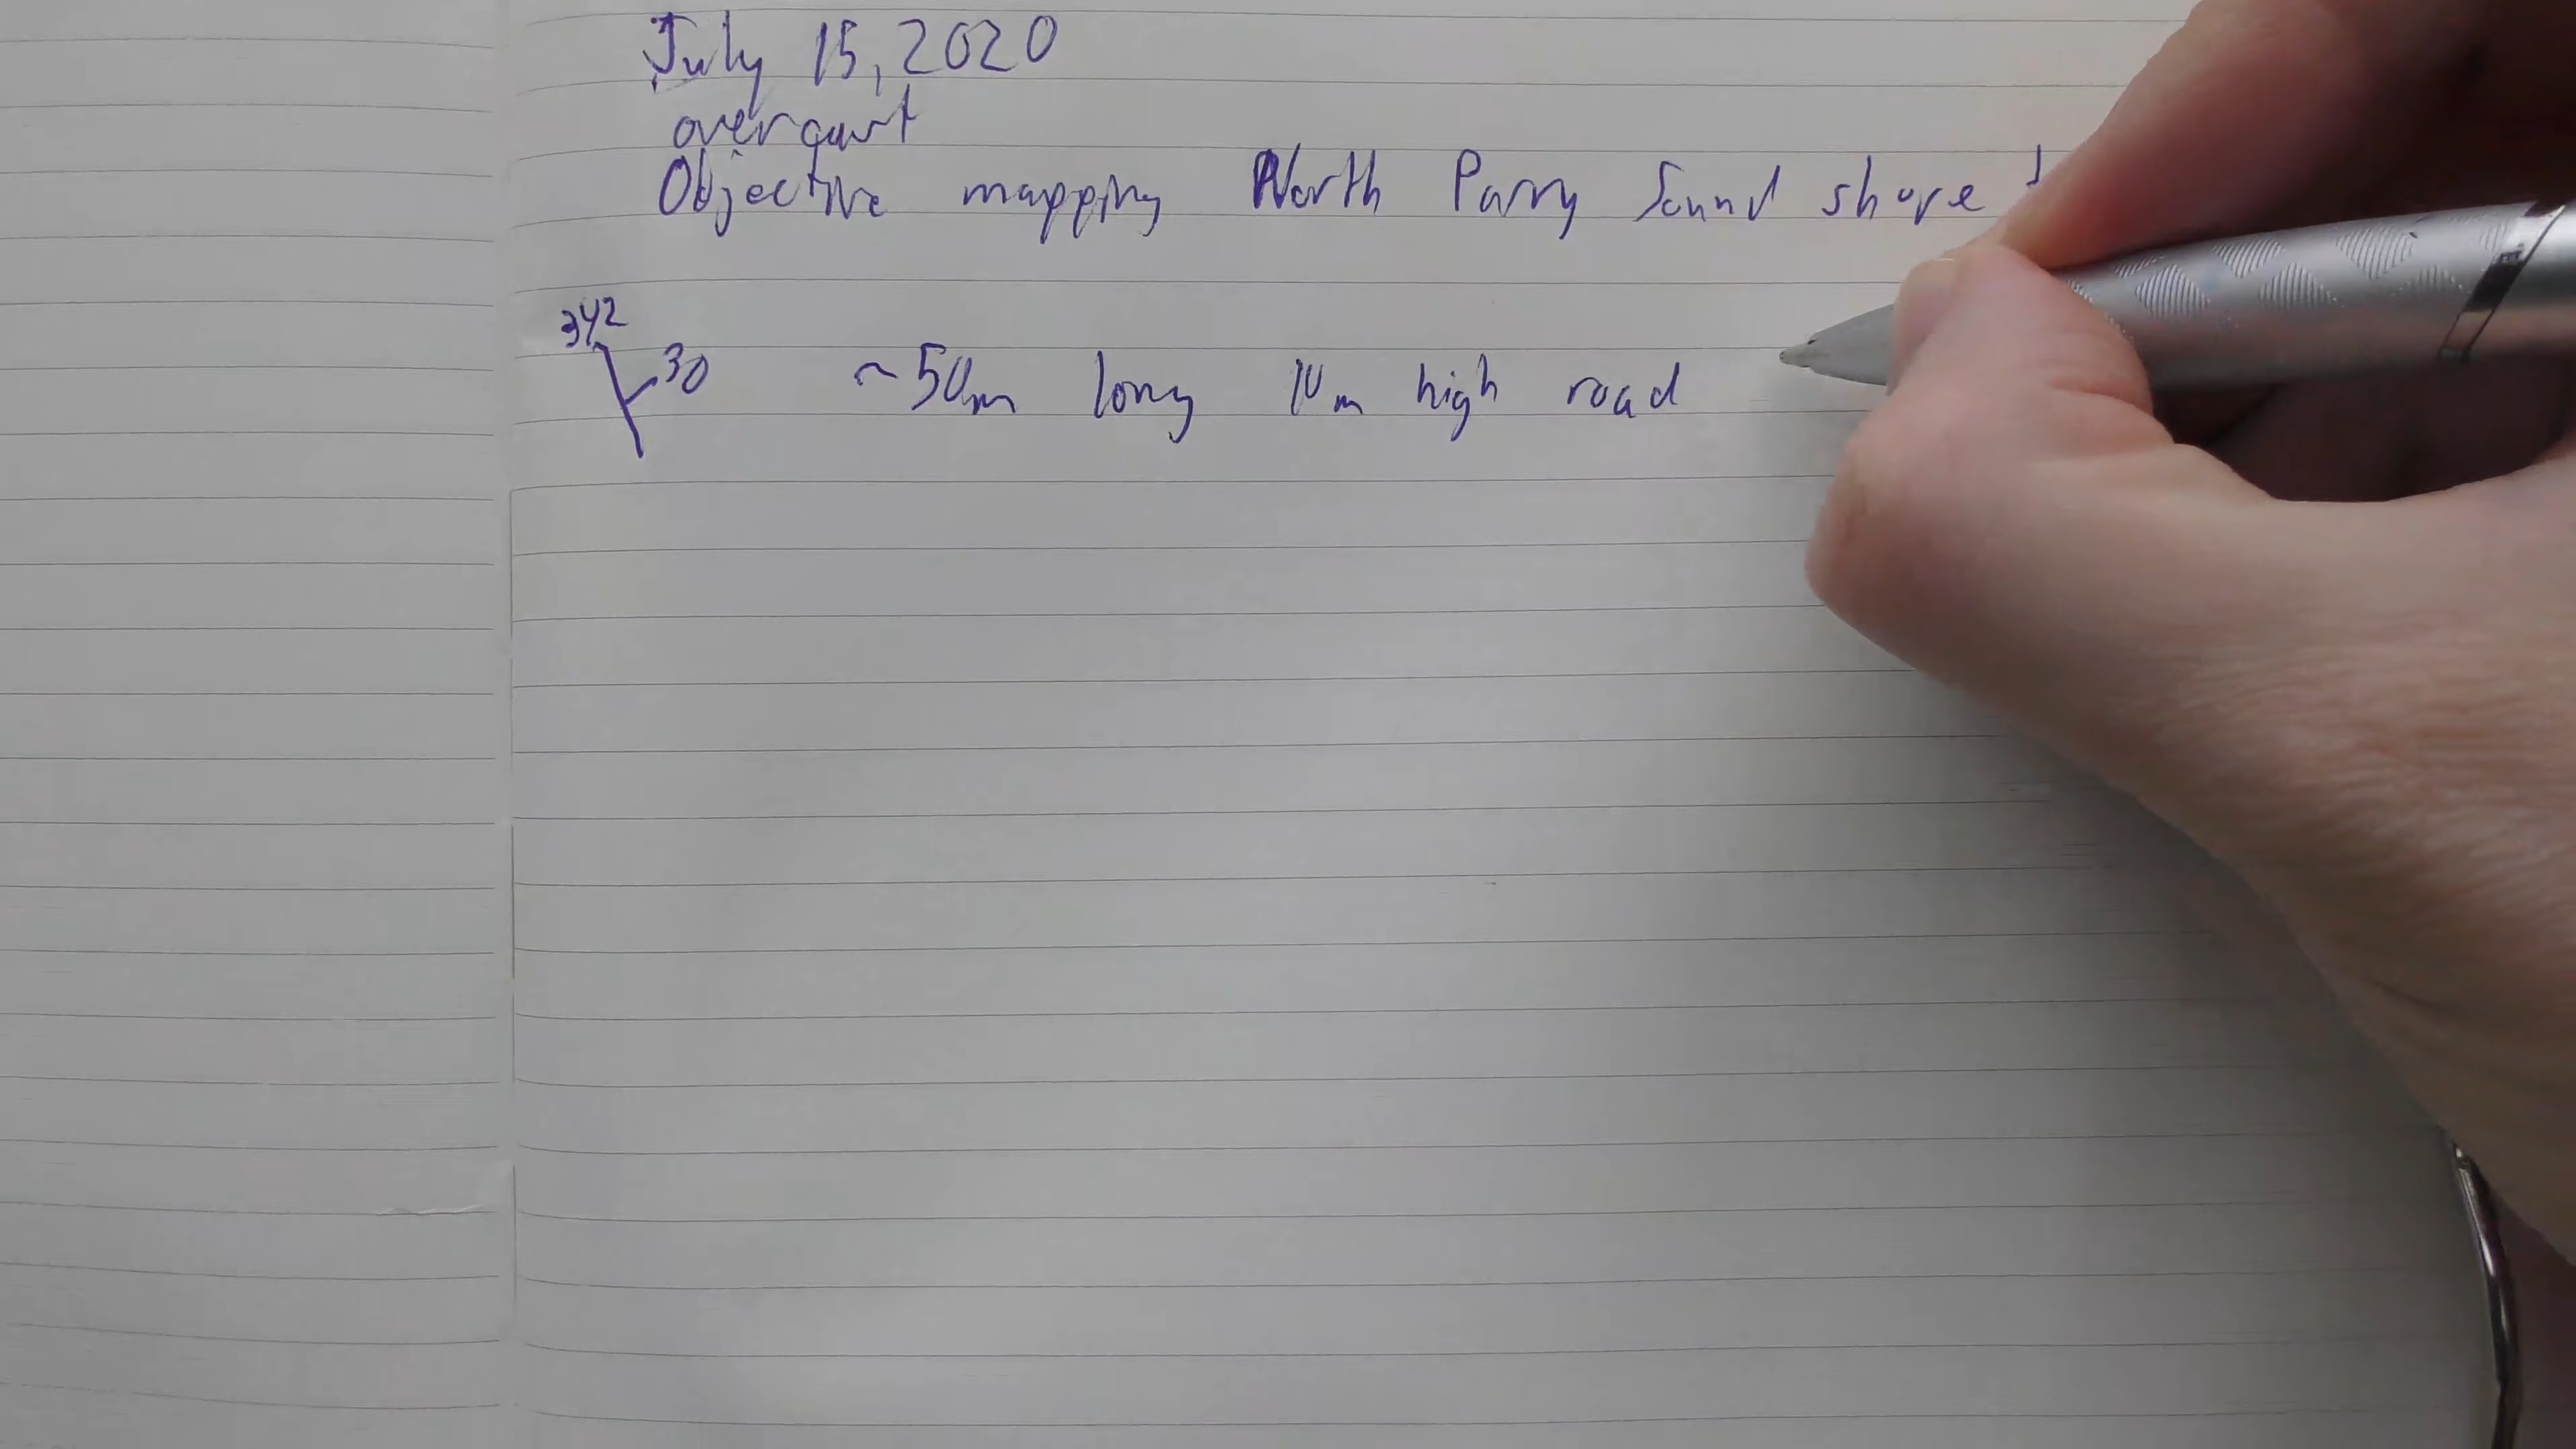 July 15, 2020
overcast
Objective mapping North Parry Sound shore
342
30 ~50m long 10m high road